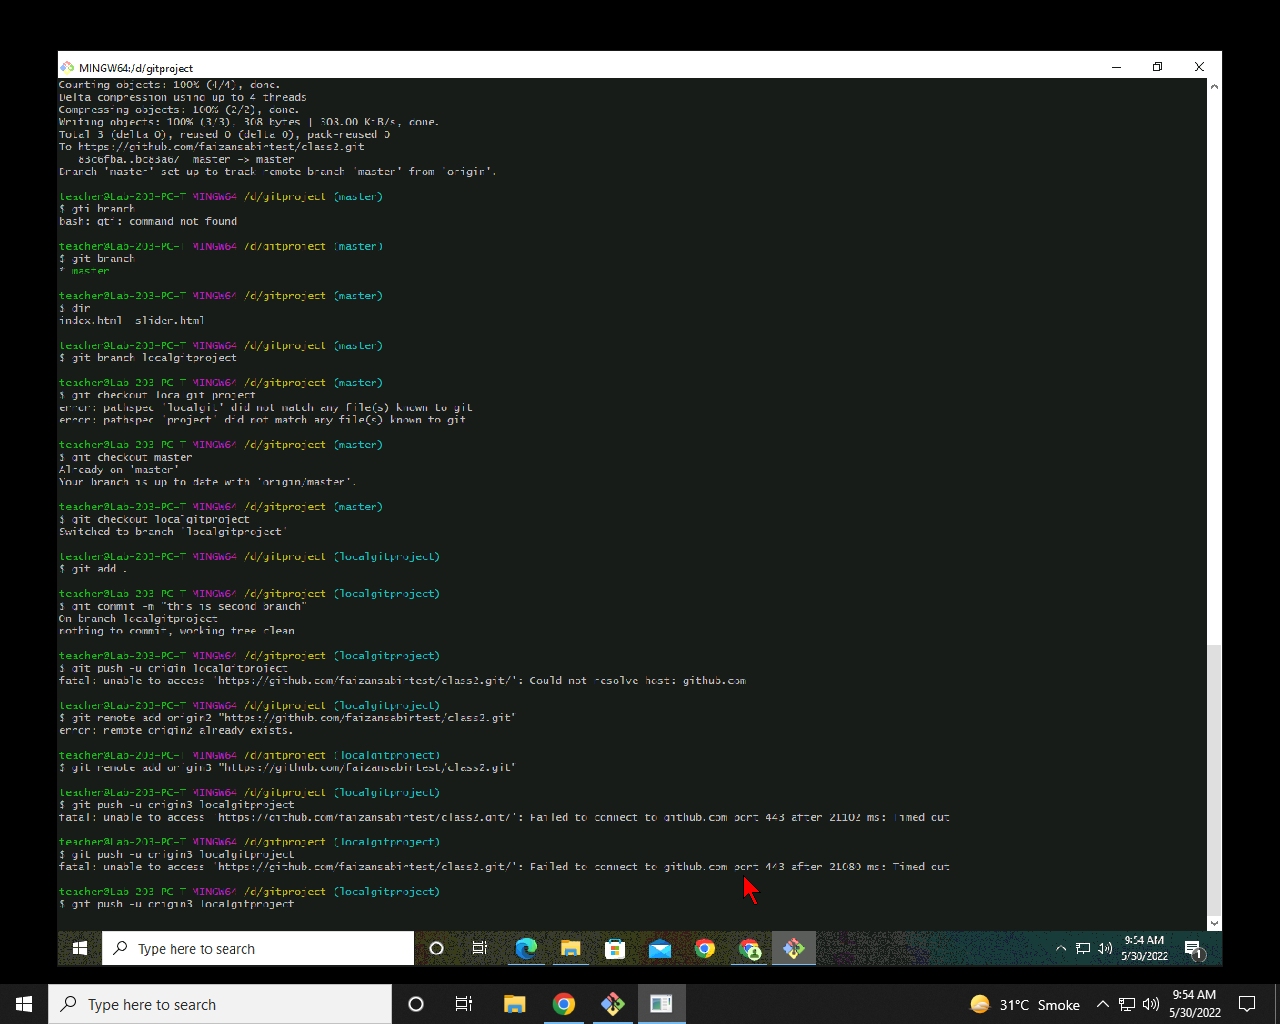 MINGW64:/d/gitproject
Counting objects: 100% (4/4), done.
Delta compression using up to 4 threads
Compressing objects: 100% (2/2), done.
Writing objects: 100% (3/3), 308 bytes | 308.00 KiB/s, done.
Total 3 (delta 0), reused 0 (delta 0), pack-reused 0
To https://github.com/faizansabirtest/class2.git
83c6fba..bc83a67 master -> master
Branch 'master' set up to track remote branch 'master' from 'origin'.
teacher@Lab-203-PC-T MINGW64 /d/gitproject (master)
$ gti branch
bash: gti: command not found
teacher@Lab-203-PC-T MINGW64 /d/gitproject (master)
$ git branch
* master
teacher@Lab-203-PC-T MINGW64 /d/gitproject (master)
$ dir
index.html slider.html
teacher@Lab-203-PC-T MINGW64 /d/gitproject (master)
$ git branch localgitproject
teacher@Lab-203-PC-T MINGW64 /d/gitproject (master)
$ git checkout localgit project
error: pathspec 'localgit' did not match any file(s) known to git
error: pathspec 'project' did not match any file(s) known to git
teacher@Lab-203-PC-T MINGW64 /d/gitproject (master)
$ git checkout master
Already on 'master'
Your branch is up to date with 'origin/master'.
teacher@Lab-203-PC-T MINGW64 /d/gitproject (master)
$ git checkout localgitproject
Switched to branch 'localgitproject'
teacher@Lab-203-PC-T MINGW64 /d/gitproject (localgitproject)
$ git add .
teacher@Lab-203-PC-T MINGW64 /d/gitproject (localgitproject)
$ git commit -m "this is second branch"
On branch localgitproject
nothing to commit, working tree clean
teacher@Lab-203-PC-T MINGW64 /d/gitproject (localgitproject)
$ git push -u origin localgitproject
fatal: unable to access 'https://github.com/faizansabirtest/class2.git/': Could not resolve host: github.com
teacher@Lab-203-PC-T MINGW64 /d/gitproject (localgitproject)
$ git remote add origin2 "https://github.com/faizansabirtest/class2.git"
error: remote origin2 already exists.
teacher@Lab-203-PC-T MINGW64 /d/gitproject (localgitproject)
$ git remote add origin3 "https://github.com/faizansabirtest/class2.git"
teacher@Lab-203-PC-T MINGW64 /d/gitproject (localgitproject)
$ git push -u origin3 localgitproject
fatal: unable to access 'https://github.com/faizansabirtest/class2.git/': Failed to connect to github.com port 443 after 21102 ms: Timed out
teacher@Lab-203-PC-T MINGW64 /d/gitproject (localgitproject)
$ git push -u origin3 localgitproject
fatal: unable to access 'https://github.com/faizansabirtest/class2.git/': Failed to connect to github.com port 443 after 21080 ms: Timed out
teacher@Lab-203-PC-T MINGW64 /d/gitproject (localgitproject)
$ git push -u origin3 localgitproject
Type here to search
9:54 AM
5/30/2022
1
Type here to search
31°C Smoke
9:54 AM
5/30/2022